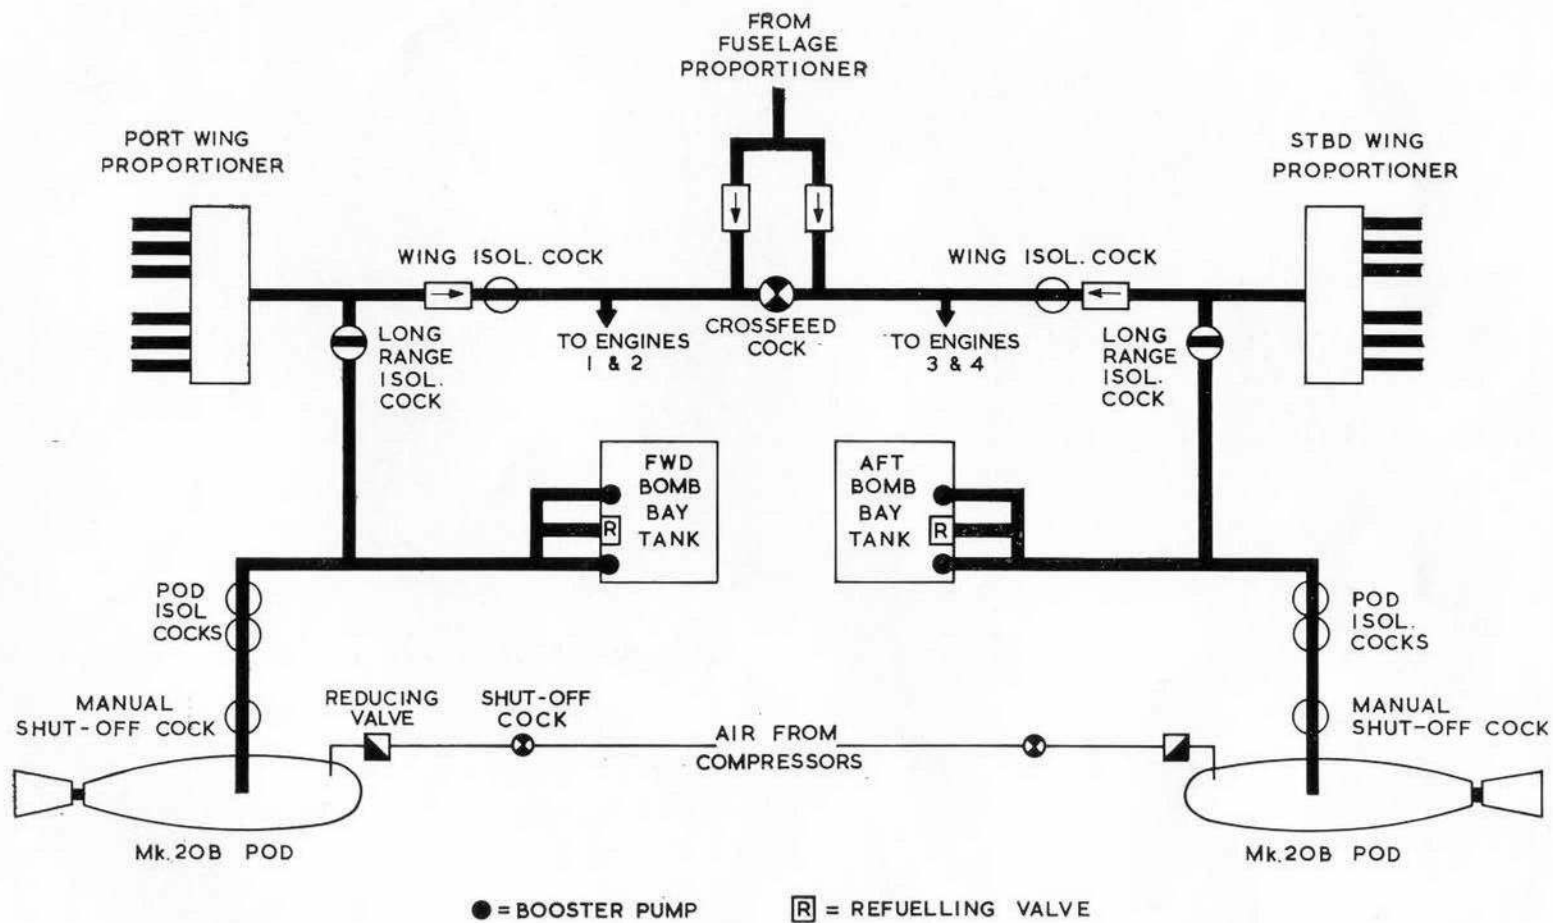 FROM
FUSELAGE
PROPORTIONER
PORT WING
PROPORTIONER
STBD WING
PROPORTIONER
WING ISOL. COCK
WING ISOL. COCK
LONG
RANGE
ISOL.
COCK
TO ENGINES
1 & 2
CROSSFEED
COCK
TO ENGINES
3 & 4
LONG
RANGE
ISOL.
COCK
FWD
BOMB
BAY
TANK
R
AFT
BOMB
BAY
TANK
R
POD
ISOL
COCKS
POD
ISOL.
COCKS
MANUAL
SHUT-OFF COCK
REDUCING
VALVE
SHUT-OFF
COCK
AIR FROM
COMPRESSORS
MANUAL
SHUT-OFF COCK
Mk.20B POD
Mk.20B POD
= BOOSTER PUMP
R = REFUELLING VALVE